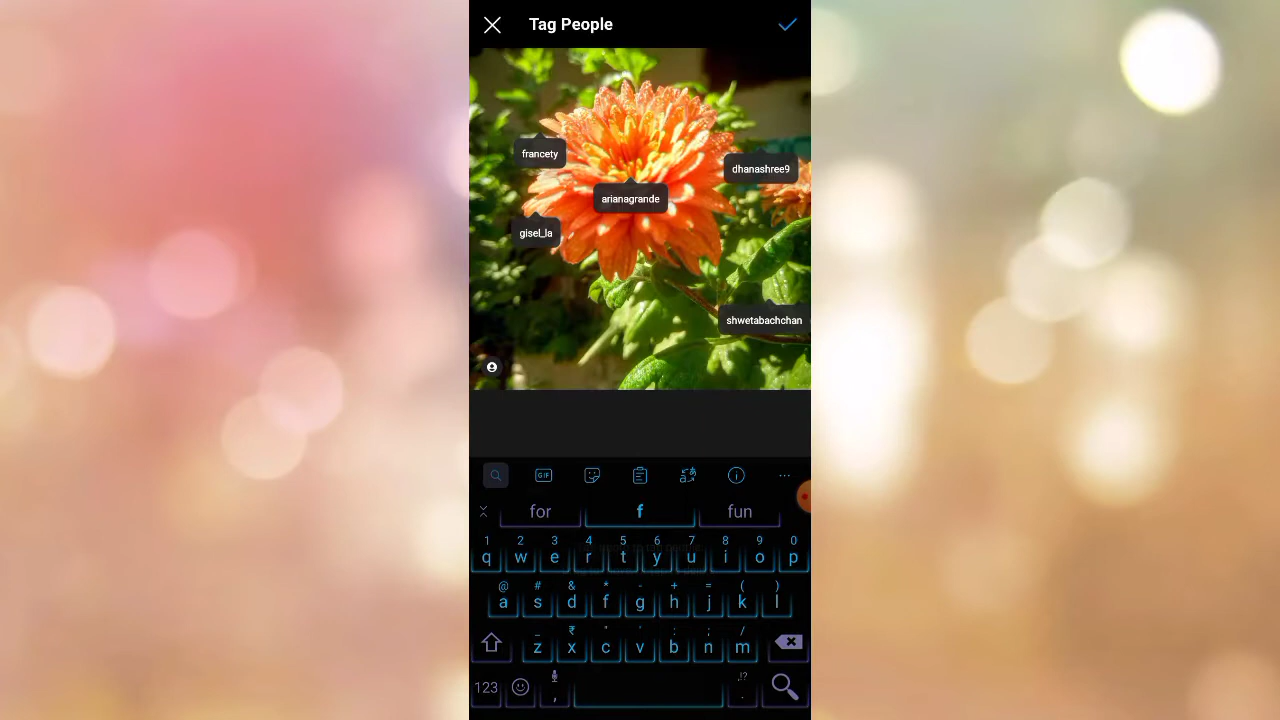 Tag People
francety
dhanashree9
arianagrande
gisel_la
shwetabachchan
GIF
for f fun
1 2 3 4 5 6 7 8 9 0
q w e r t y u i o p
@ # & * - + = ( )
a s d f g h j k l
_ ₹ " ' : ; /
z x c v b n m
123 , ,!? .